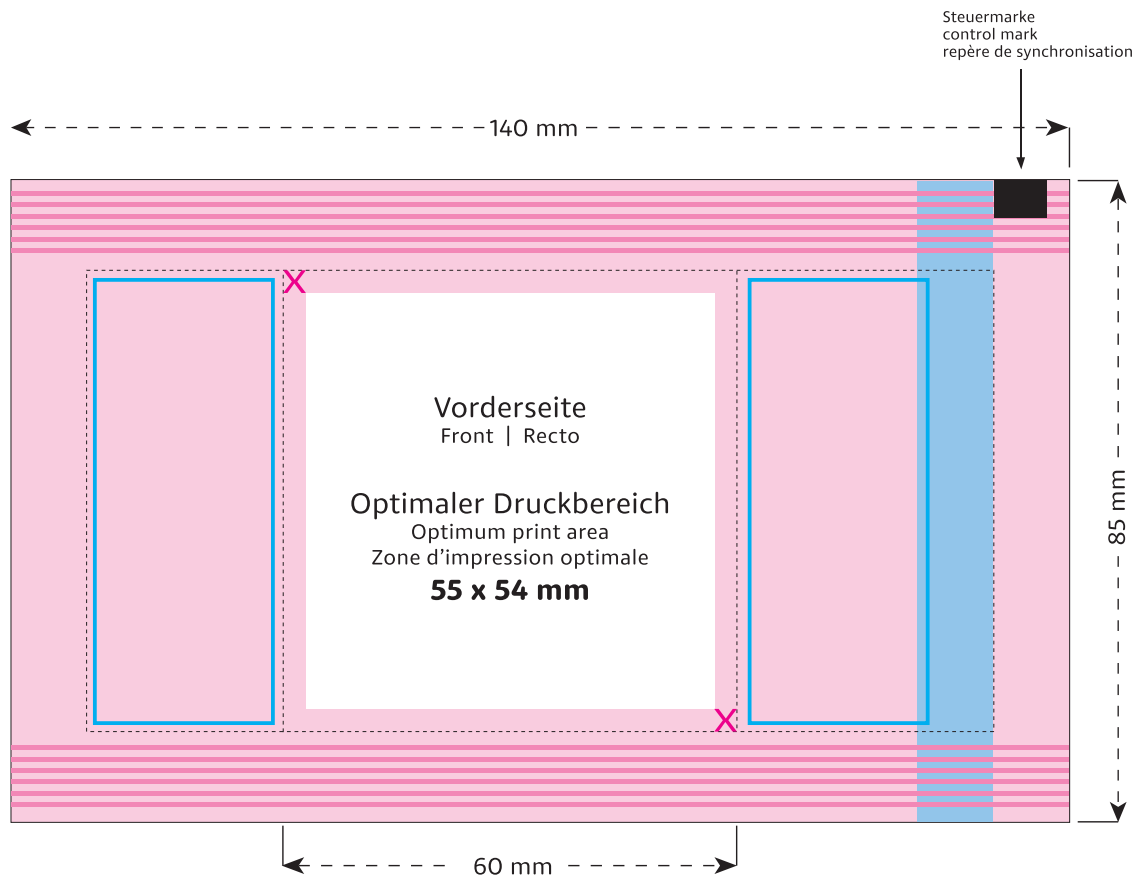 Steuermarke
control mark
repère de synchronisation
140 mm
X
Vorderseite
Front | Recto
Optimaler Druckbereich
Optimum print area
Zone d’impression optimale
55 x 54 mm
85 mm
X
60 mm